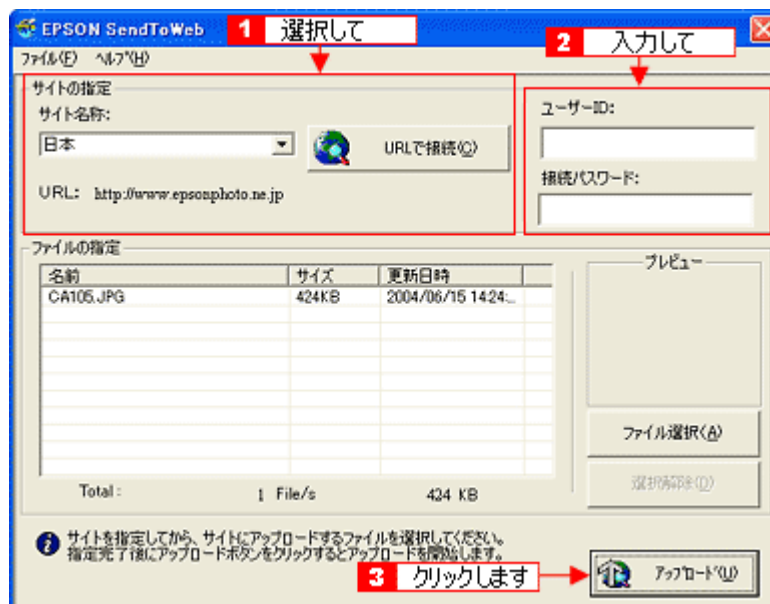 EPSON SendToWeb
1 選択して
2 入力して
ファイル(F) ヘルプ(H)
サイトの指定
サイト名称:
日本
URLで接続(C)
URL: http://www.epsonphoto.ne.jp
ユーザーID:
接続パスワード:
ファイルの指定
名前 サイズ 更新日時
CA105.JPG 424KB 2004/06/15 14:24:...
プレビュー
ファイル選択(A)
選択解除(D)
Total: 1 File/s 424 KB
サイトを指定してから、サイトにアップロードするファイルを選択してください。
指定完了後にアップロードボタンをクリックするとアップロードを開始します。
3 クリックします
アップロード(U)